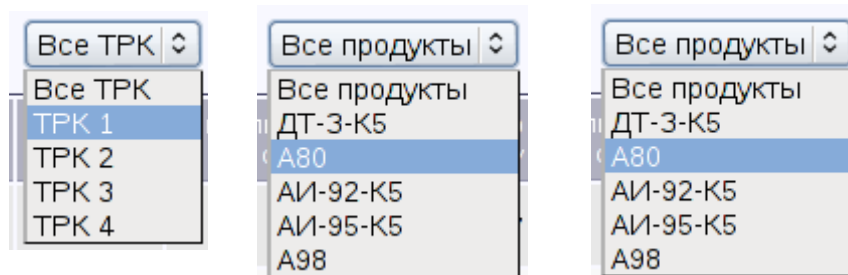 Все ТРК
Все ТРК
ТРК 1
ТРК 2
ТРК 3
ТРК 4
Все продукты
Все продукты
ДТ-З-К5
А80
АИ-92-К5
АИ-95-К5
А98
Все продукты
Все продукты
ДТ-З-К5
А80
АИ-92-К5
АИ-95-К5
А98